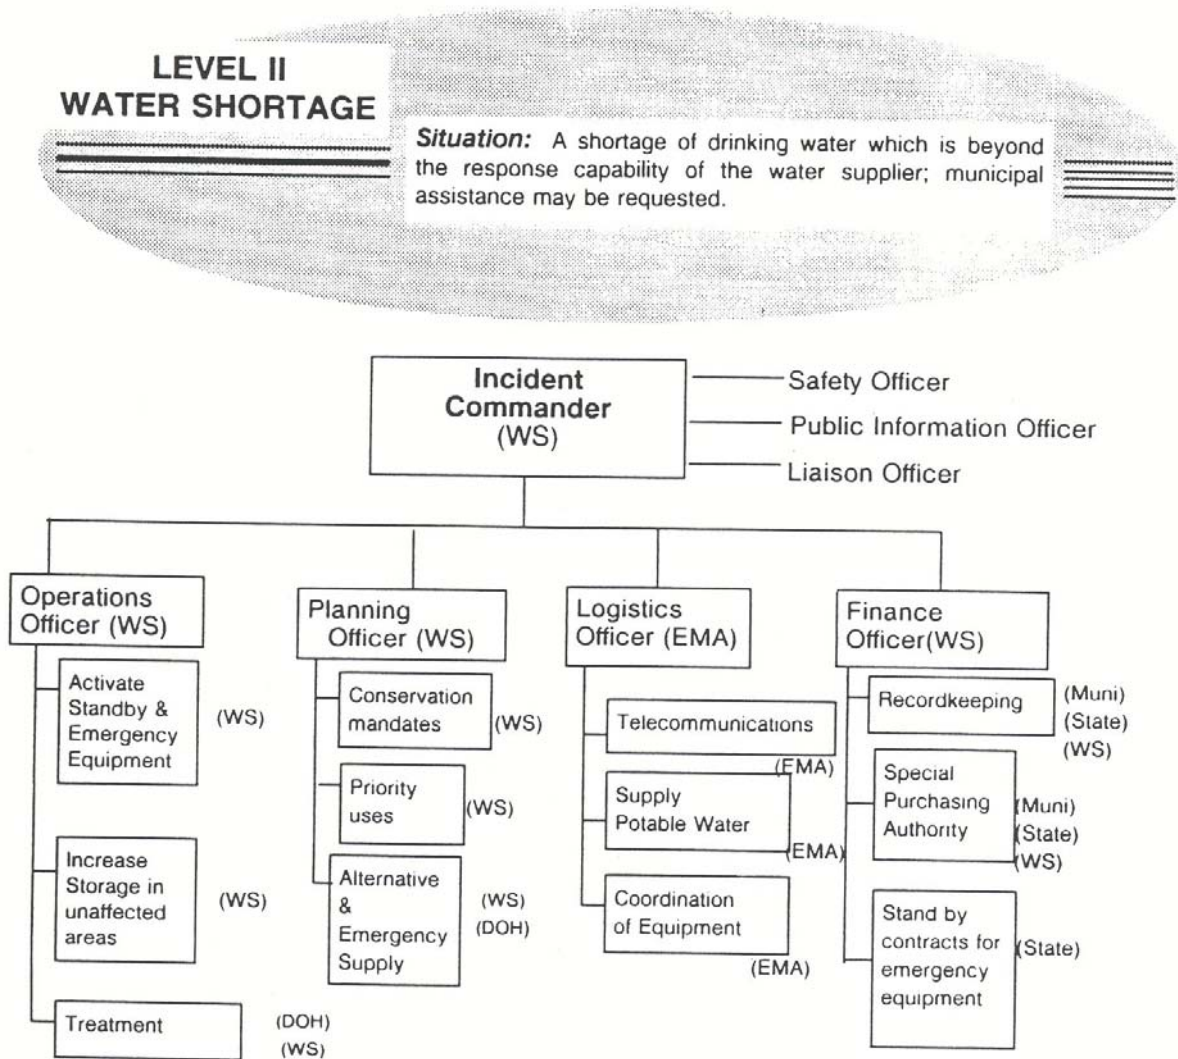 LEVEL II
WATER SHORTAGE
Situation: A shortage of drinking water which is beyond
the response capability of the water supplier; municipal
assistance may be requested.
Incident
Commander
(WS)
Safety Officer
Public Information Officer
Liaison Officer
Operations
Officer (WS)
Activate
Standby &
Emergency
Equipment
(WS)
Increase
Storage in
unaffected
areas
(WS)
Treatment
(DOH)
(WS)
Planning
Officer (WS)
Conservation
mandates
(WS)
Priority
uses
(WS)
Alternative
&
Emergency
Supply
(WS)
(DOH)
Logistics
Officer (EMA)
Telecommunications
(EMA)
Supply
Potable Water
(EMA)
Coordination
of Equipment
(EMA)
Finance
Officer(WS)
Recordkeeping
(Muni)
(State)
(WS)
Special
Purchasing
Authority
(Muni)
(State)
(WS)
Stand by
contracts for
emergency
equipment
(State)